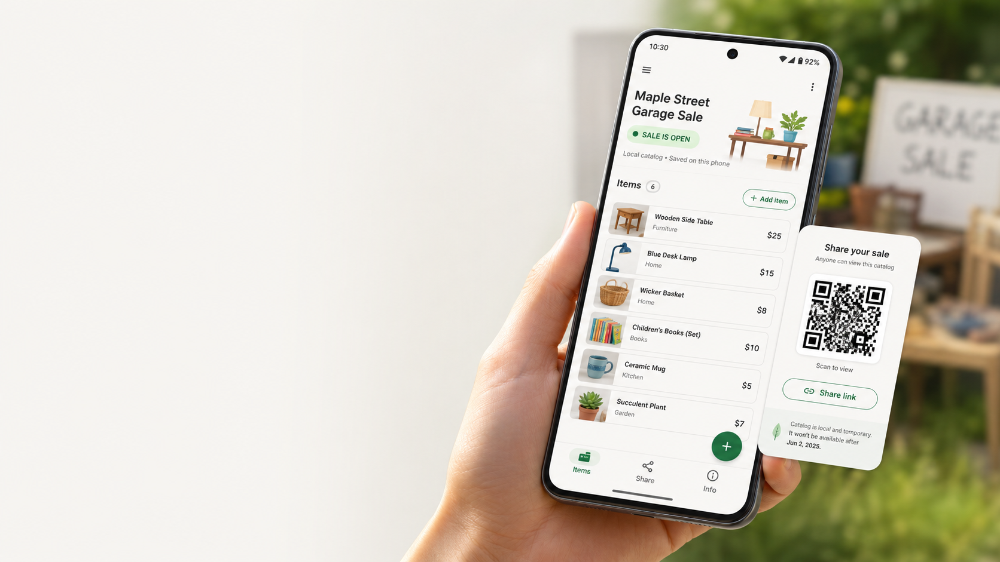 10:30
92%
Maple Street
Garage Sale
SALE IS OPEN
Local catalog • Saved on this phone
Items 6
+ Add item
Wooden Side Table
Furniture
$25
Blue Desk Lamp
Home
$15
Wicker Basket
Home
$8
Children's Books (Set)
Books
$10
Ceramic Mug
Kitchen
$5
Succulent Plant
Garden
$7
Items
Share
Info
Share your sale
Anyone can view this catalog
Scan to view
Share link
Catalog is local and temporary.
It won't be available after
Jun 2, 2025.
GARAGE
SALE